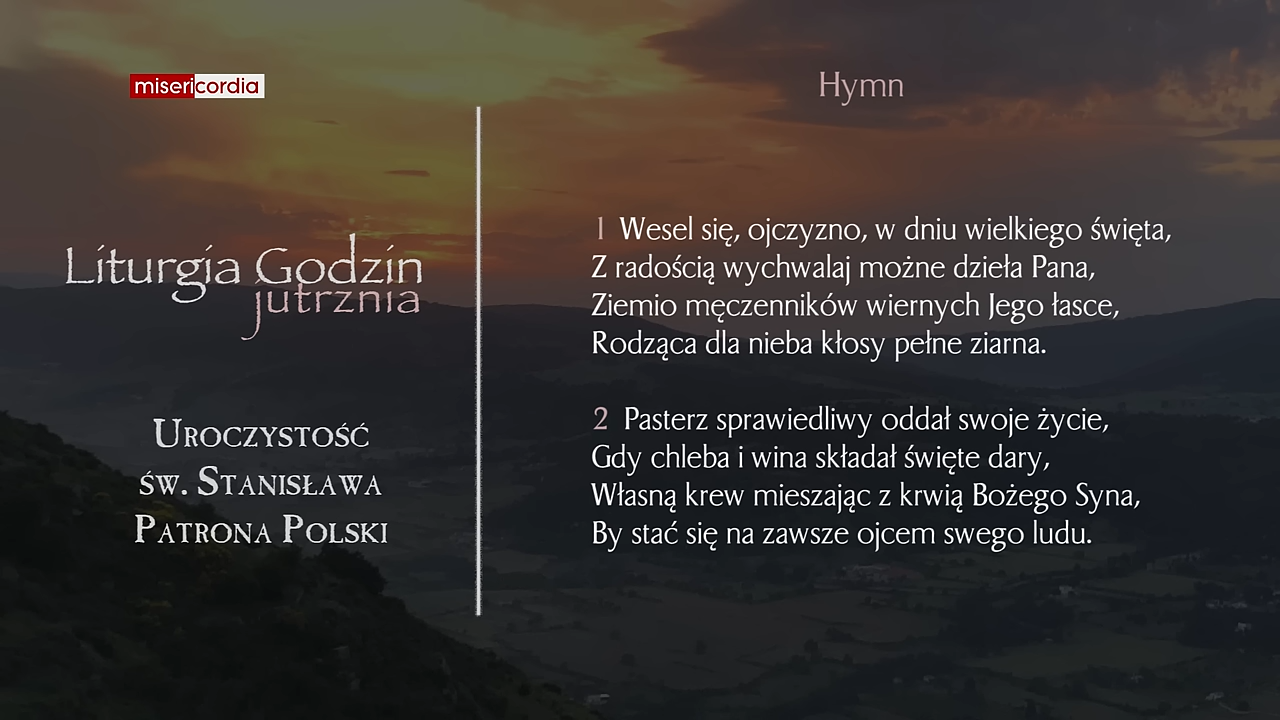 misericordia
Liturgia Godzin
jutrznia
Uroczystość
św. Stanisława
Patrona Polski
Hymn
1 Wesel się, ojczyzno, w dniu wielkiego święta,
Z radością wychwalaj możne dzieła Pana,
Ziemio męczenników wiernych Jego łasce,
Rodząca dla nieba kłosy pełne ziarna.
2 Pasterz sprawiedliwy oddał swoje życie,
Gdy chleba i wina składał święte dary,
Własną krew mieszając z krwią Bożego Syna,
By stać się na zawsze ojcem swego ludu.